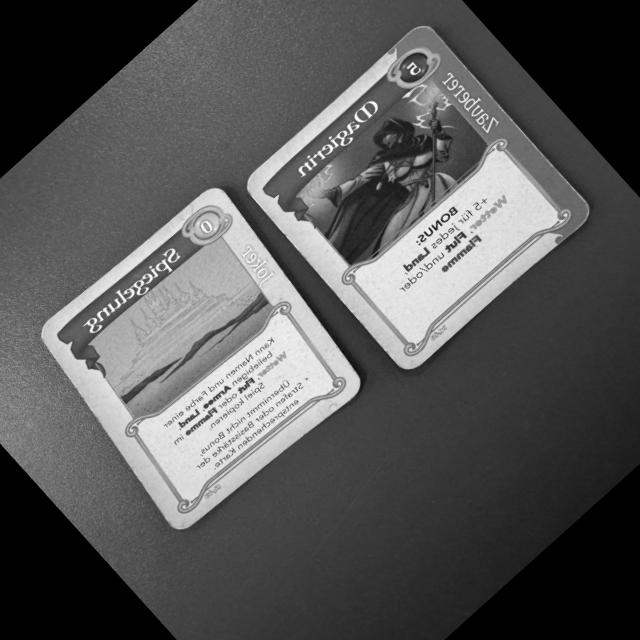 0
Spiegelung
Joker
Kann Namen und Farbe einer
beliebigen Armee, Land,
Wetter, Flut oder Flamme im
Spiel kopieren.
Übernimmt nicht Bonus,
Strafen oder Basisstärke der
entsprechenden Karte.
5
Magierin
Zauberer
BONUS:
+5 für jedes Land,
Wetter, Flut und/oder
Flamme